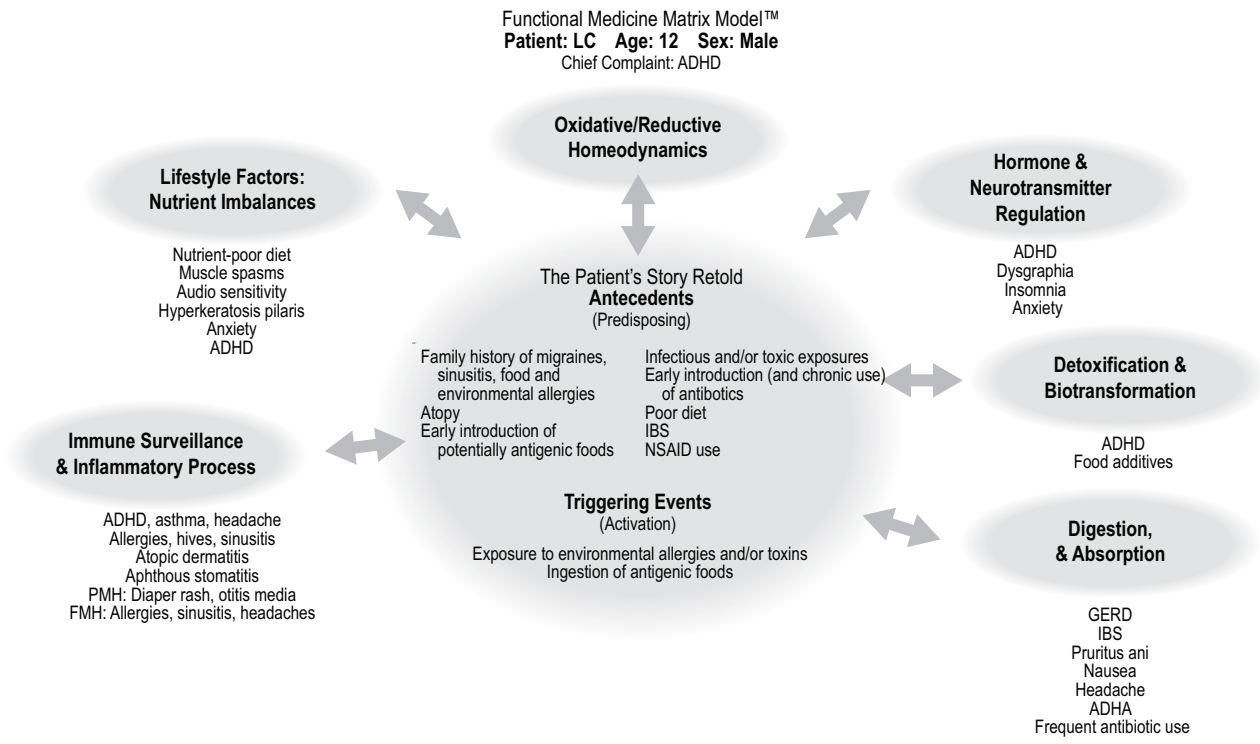 Functional Medicine Matrix Model™
Patient: LC Age: 12 Sex: Male
Chief Complaint: ADHD
Oxidative/Reductive
Homeodynamics
Lifestyle Factors:
Nutrient Imbalances
Nutrient-poor diet
Muscle spasms
Audio sensitivity
Hyperkeratosis pilaris
Anxiety
ADHD
Hormone &
Neurotransmitter
Regulation
ADHD
Dysgraphia
Insomnia
Anxiety
The Patient's Story Retold
Antecedents
(Predisposing)
Family history of migraines,
sinusitis, food and
environmental allergies
Atopy
Early introduction of
potentially antigenic foods
Infectious and/or toxic exposures
Early introduction (and chronic use)
of antibotics
Poor diet
IBS
NSAID use
Triggering Events
(Activation)
Exposure to environmental allergies and/or toxins
Ingestion of antigenic foods
Detoxification &
Biotransformation
ADHD
Food additives
Immune Surveillance
& Inflammatory Process
ADHD, asthma, headache
Allergies, hives, sinusitis
Atopic dermatitis
Aphthous stomatitis
PMH: Diaper rash, otitis media
FMH: Allergies, sinusitis, headaches
Digestion,
& Absorption
GERD
IBS
Pruritus ani
Nausea
Headache
ADHA
Frequent antibiotic use